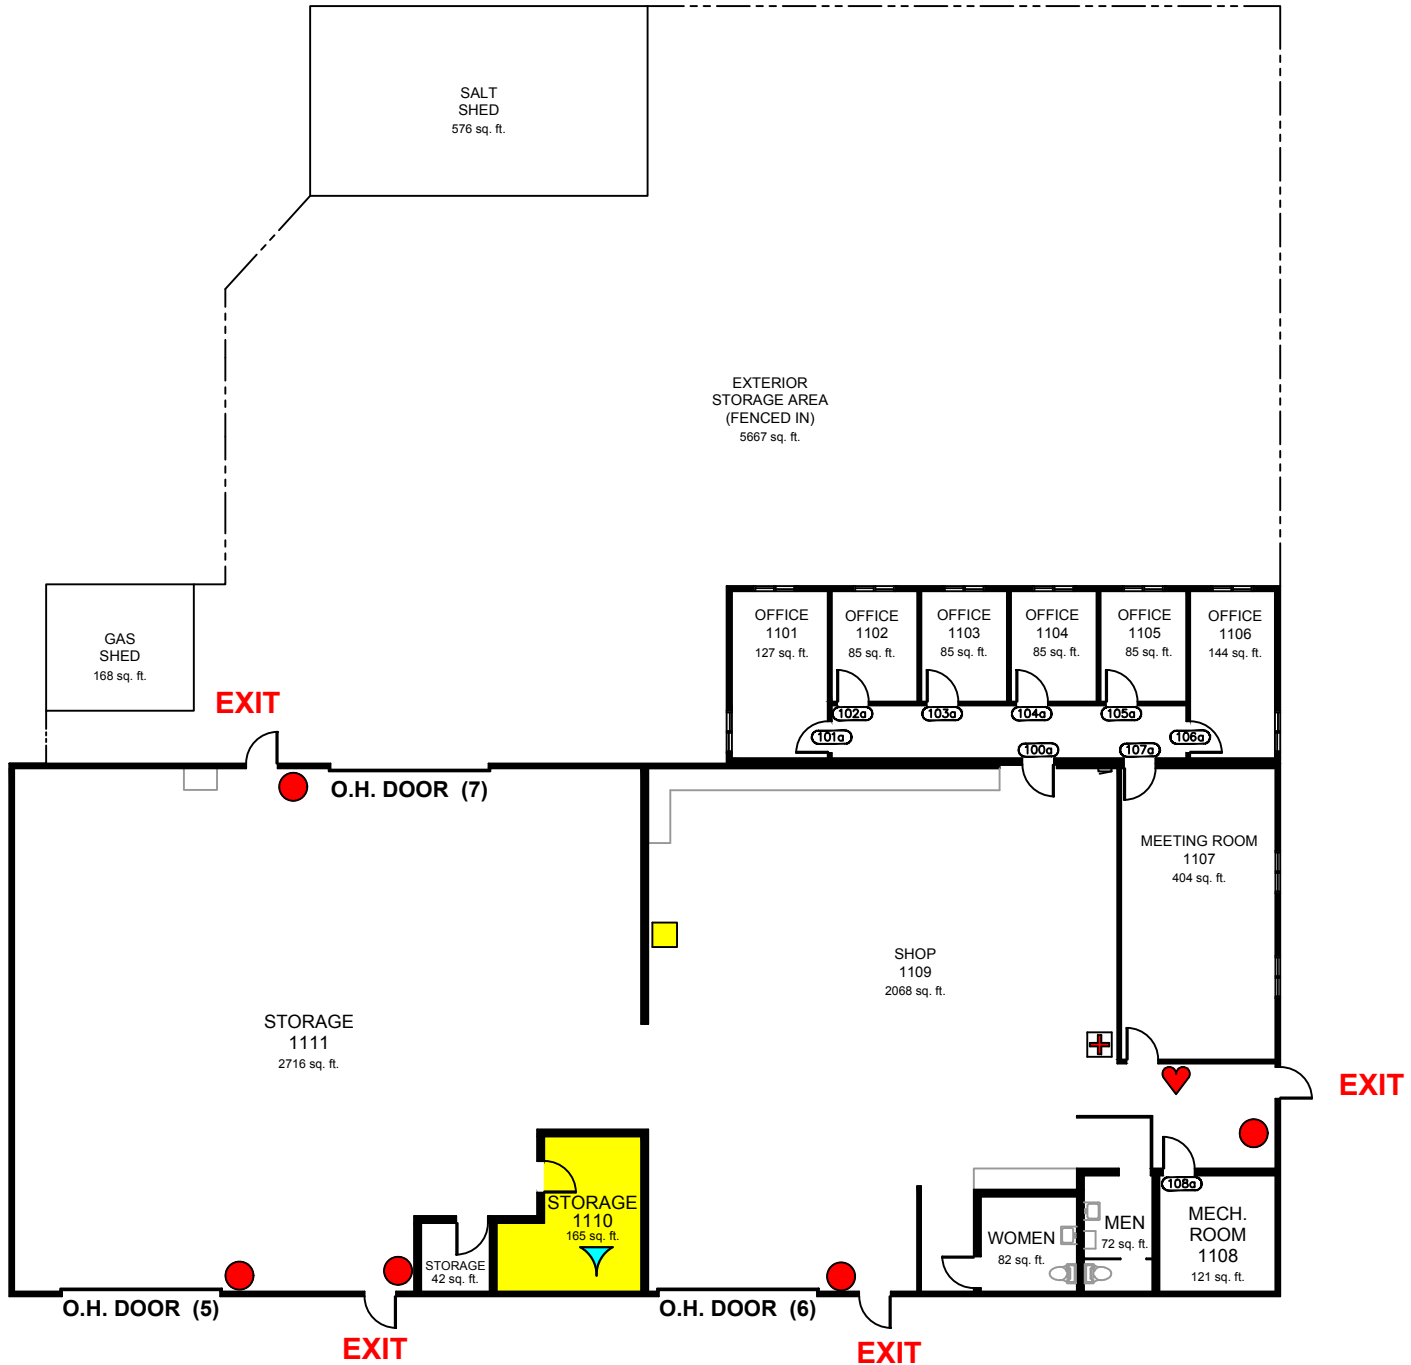 SALT
SHED
576 sq. ft.
EXTERIOR
STORAGE AREA
(FENCED IN)
5667 sq. ft.
GAS
SHED
168 sq. ft.
OFFICE
1101
127 sq. ft.
OFFICE
1102
85 sq. ft.
OFFICE
1103
85 sq. ft.
OFFICE
1104
85 sq. ft.
OFFICE
1105
85 sq. ft.
OFFICE
1106
144 sq. ft.
EXIT
102a
103a
104a
105a
101a
106a
100a
107a
O.H. DOOR (7)
MEETING ROOM
1107
404 sq. ft.
SHOP
1109
2068 sq. ft.
STORAGE
1111
2716 sq. ft.
EXIT
108a
STORAGE
1110
165 sq. ft.
STORAGE
42 sq. ft.
WOMEN
82 sq. ft.
MEN
72 sq. ft.
MECH.
ROOM
1108
121 sq. ft.
O.H. DOOR (5)
O.H. DOOR (6)
EXIT
EXIT